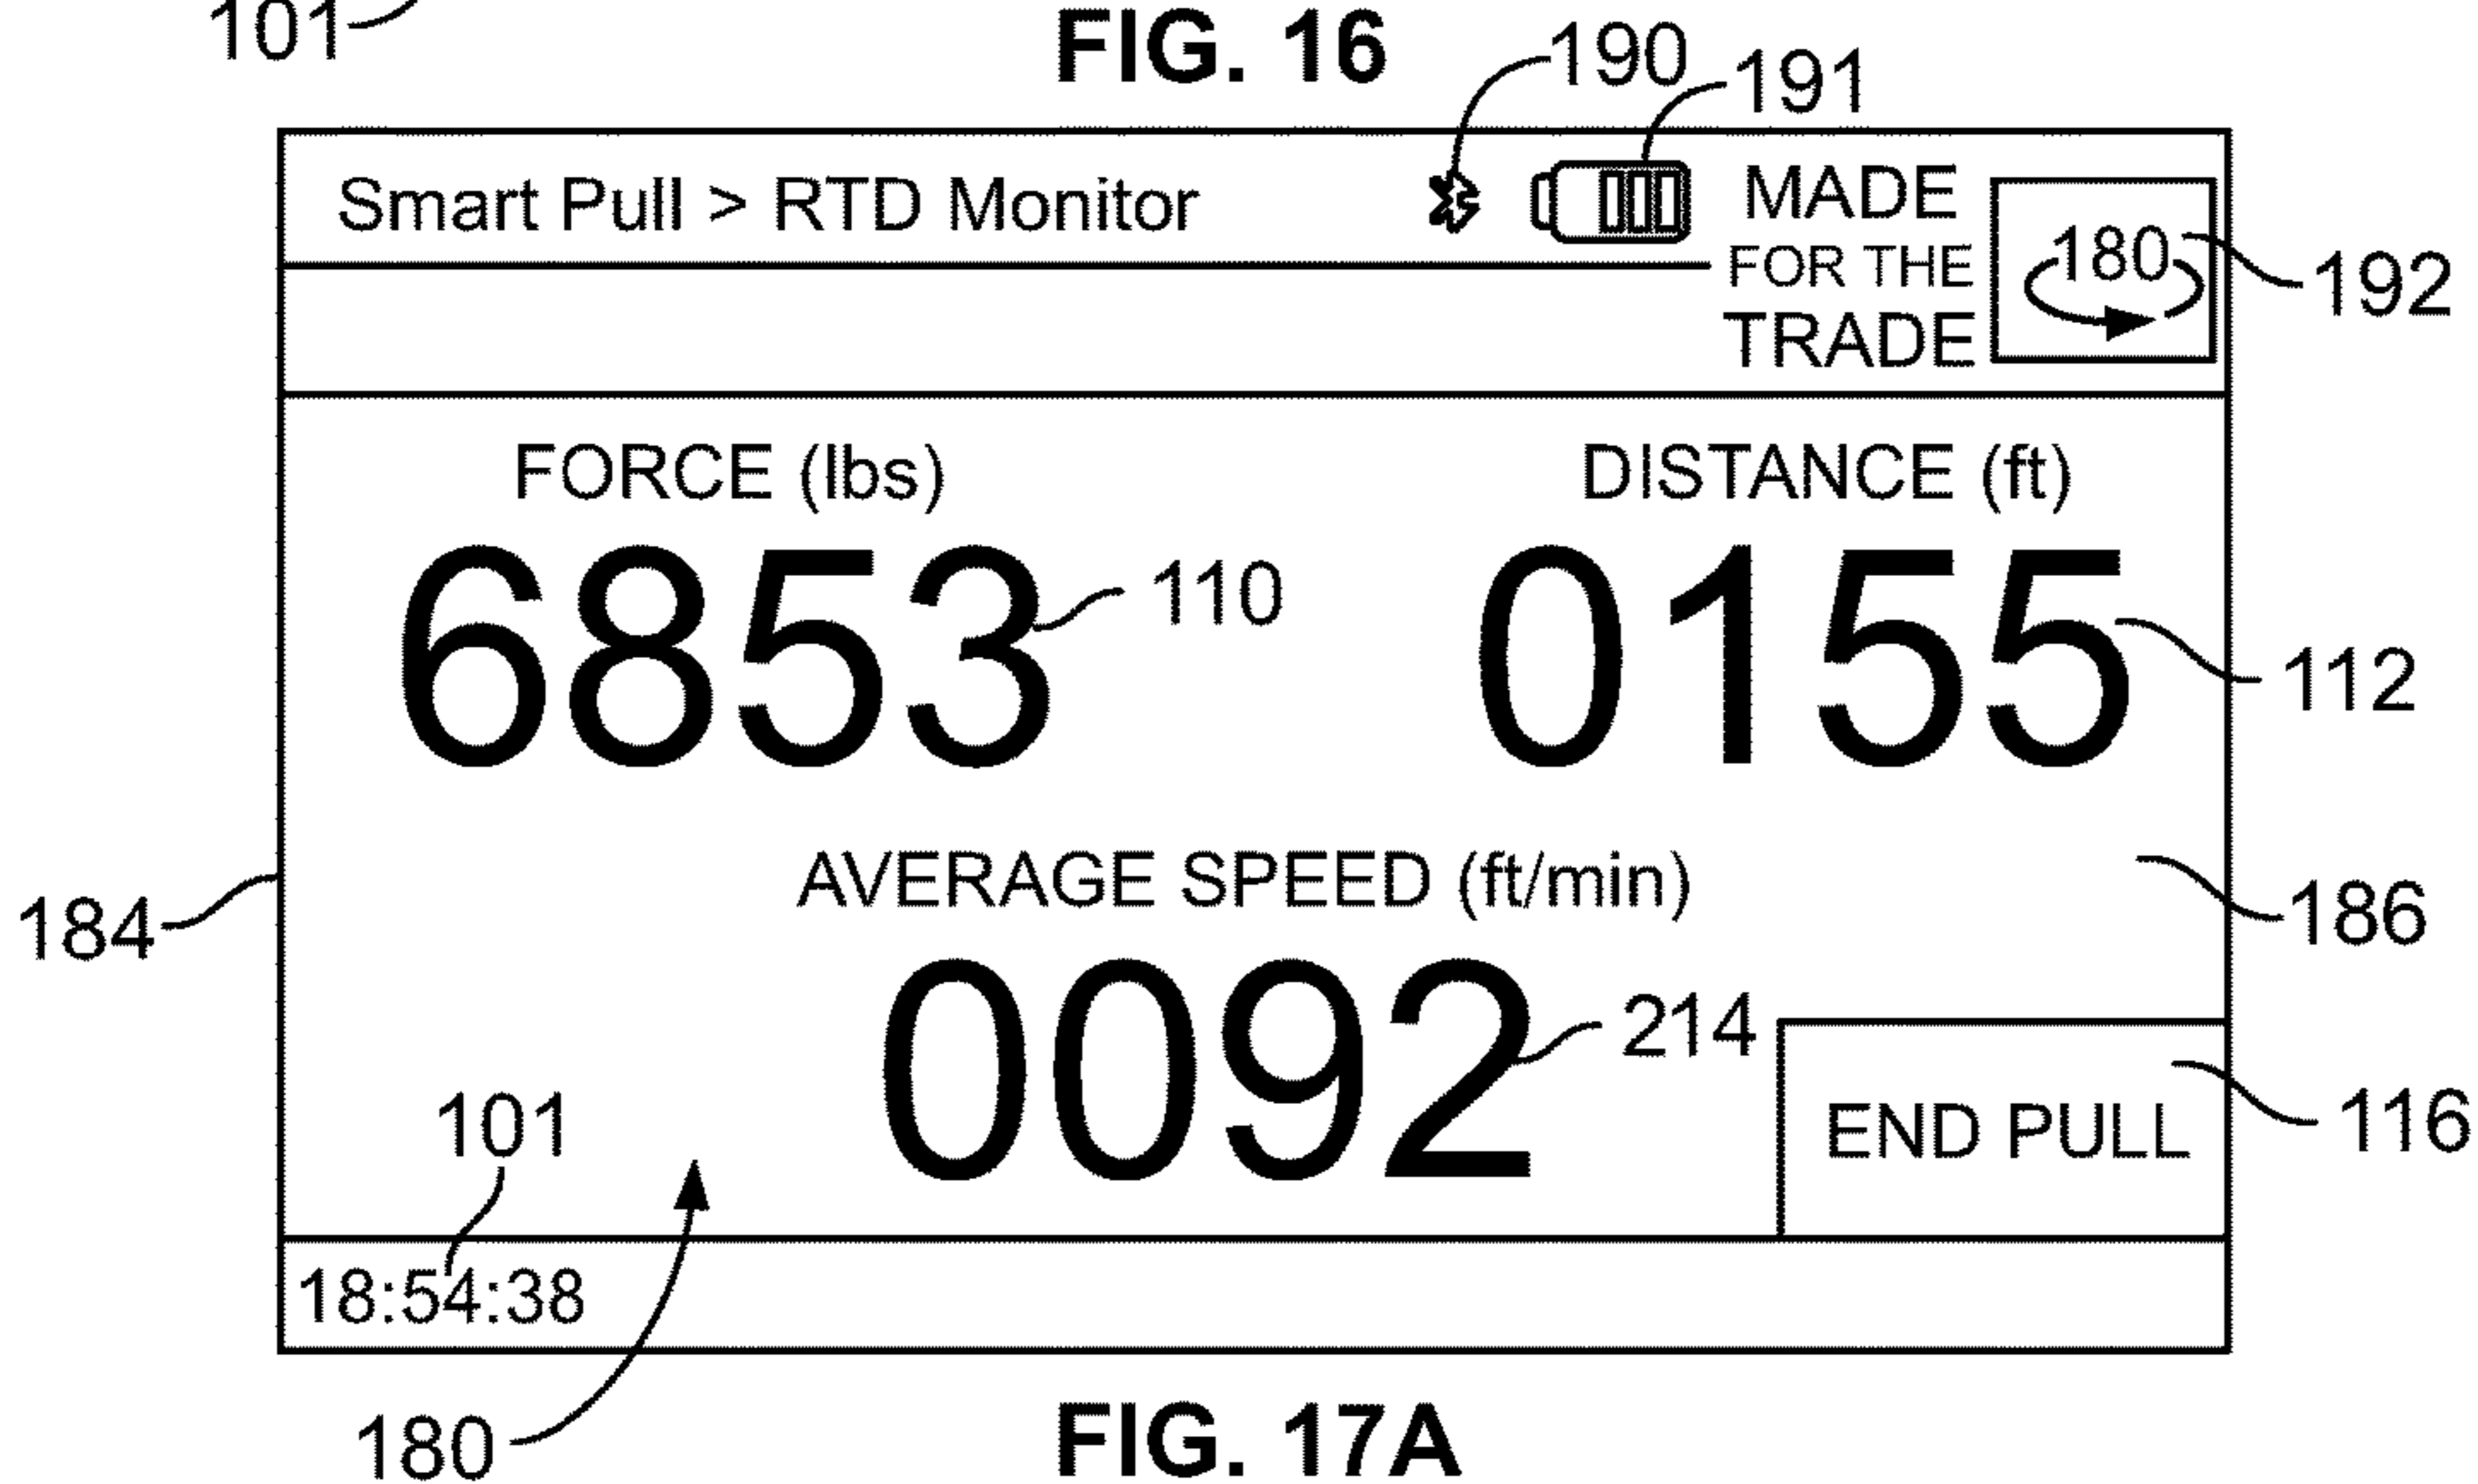 101
FIG. 16
190
191
Smart Pull > RTD Monitor
MADE
FOR THE
TRADE
180
192
FORCE (lbs)
DISTANCE (ft)
6853
110
0155
112
AVERAGE SPEED (ft/min)
184
186
0092
214
101
END PULL
116
18:54:38
180
FIG. 17A